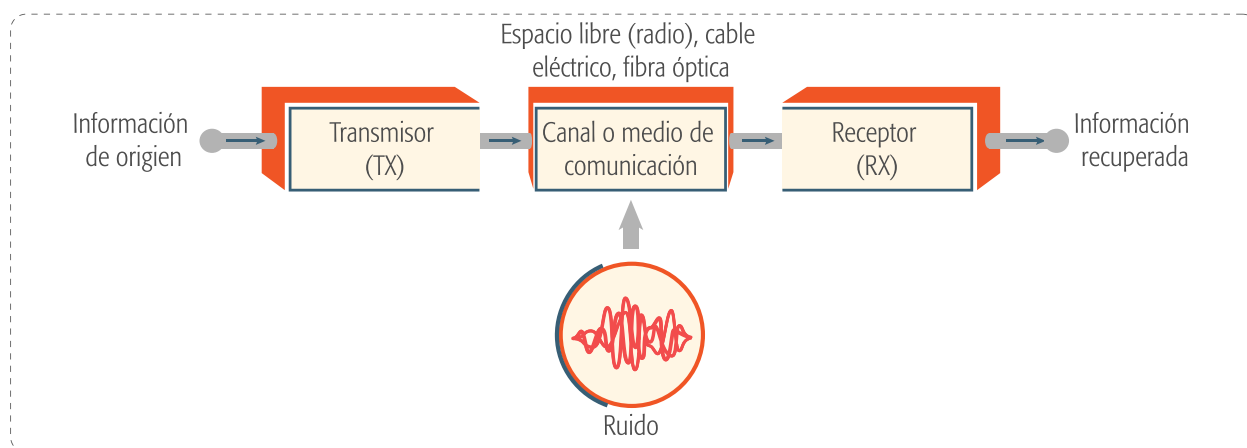 Espacio libre (radio), cable
eléctrico, fibra óptica
Información
de origien
Transmisor
(TX)
Canal o medio de
comunicación
Receptor
(RX)
Información
recuperada
Ruido